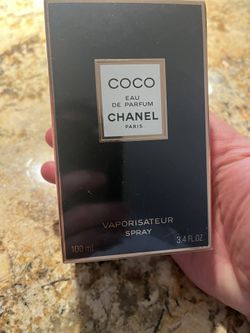 COCO
EAU
DE PARFUM
CHANEL
PARIS
VAPORISATEUR
SPRAY
100 ml
3.4 FL.OZ